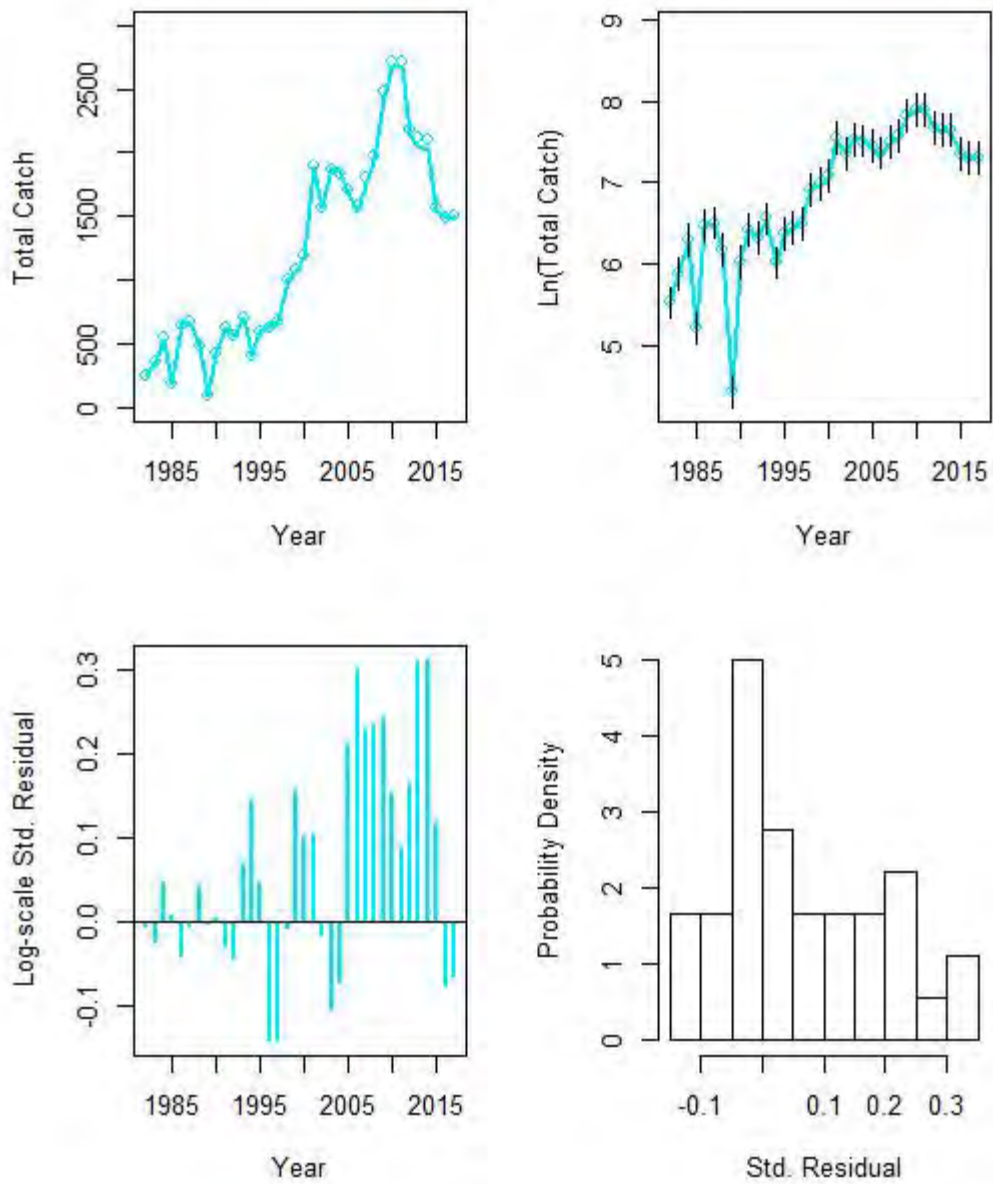 Total Catch
2500
1500
500
0
1985 1995 2005 2015
Year
Ln(Total Catch)
9
8
7
6
5
1985 1995 2005 2015
Year
Log-scale Std. Residual
0.3
0.2
0.1
0.0
-0.1
1985 1995 2005 2015
Year
Probability Density
5
4
3
2
1
0
-0.1 0.1 0.2 0.3
Std. Residual